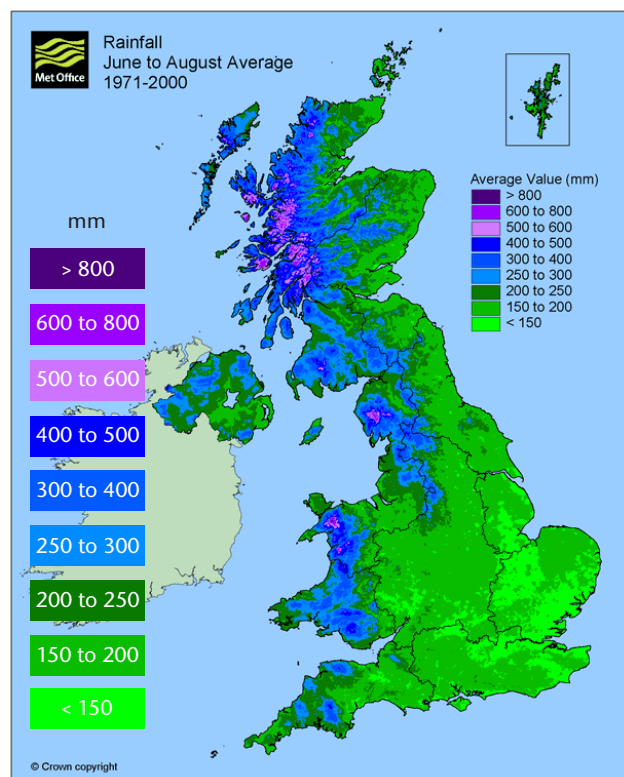 Met Office
Rainfall
June to August Average
1971-2000
Average Value (mm)
> 800
600 to 800
500 to 600
400 to 500
300 to 400
250 to 300
200 to 250
150 to 200
< 150
mm
> 800
600 to 800
500 to 600
400 to 500
300 to 400
250 to 300
200 to 250
150 to 200
< 150
© Crown copyright